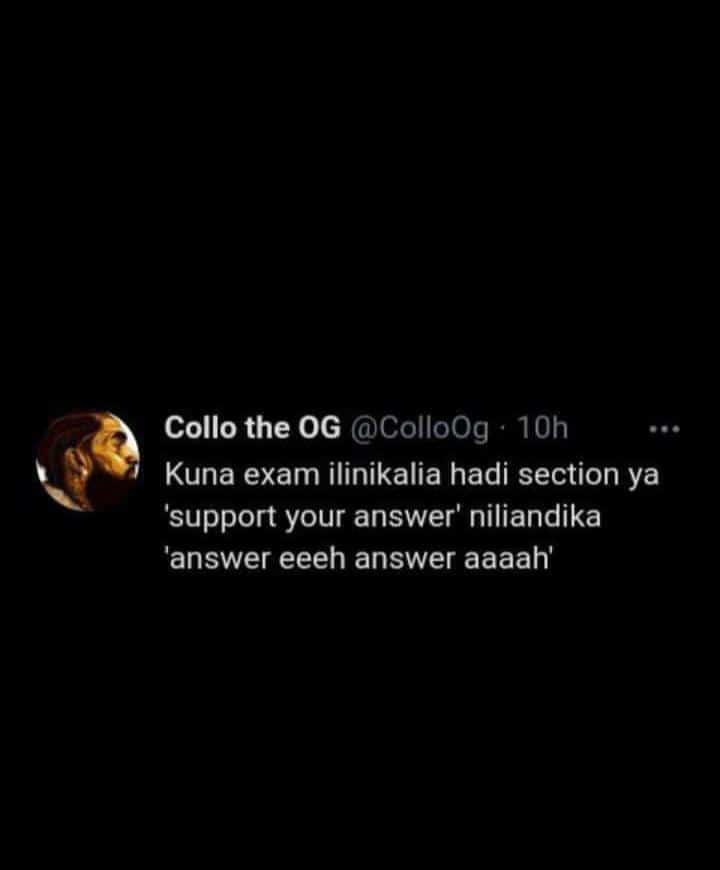 Collo the OG @ColloOg · 10h
Kuna exam ilinikalia hadi section ya
'support your answer' niliandika
'answer eeeh answer aaaah'